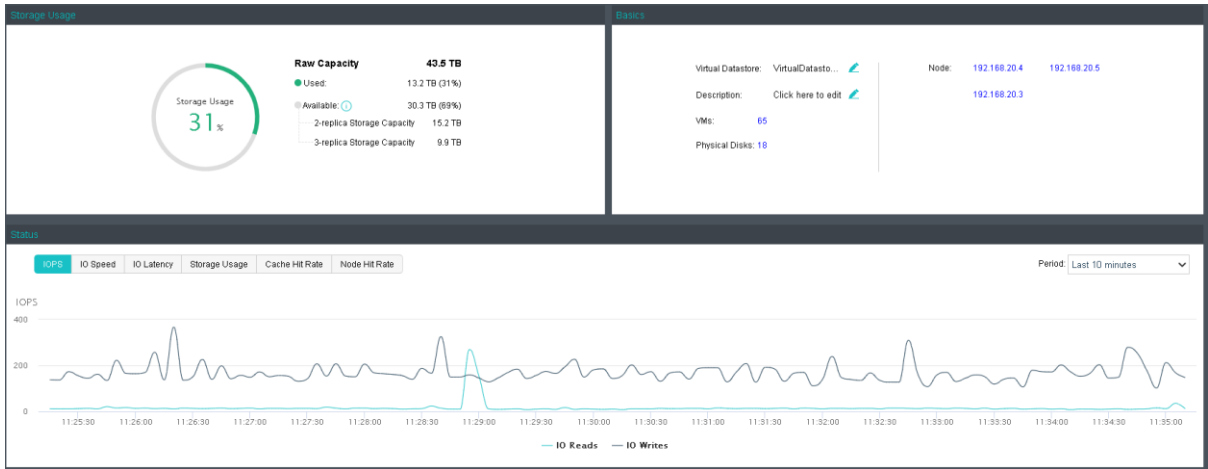 Storage Usage
Storage Usage
31%
Raw Capacity 43.5 TB
Used: 13.2 TB (31%)
Available: 30.3 TB (69%)
2-replica Storage Capacity 15.2 TB
3-replica Storage Capacity 9.9 TB
Basics
Virtual Datastore: VirtualDatasto...
Description: Click here to edit
VMs: 65
Physical Disks: 18
Node: 192.168.20.4 192.168.20.5
192.168.20.3
Status
IOPS IO Speed IO Latency Storage Usage Cache Hit Rate Node Hit Rate
Period: Last 10 minutes
IOPS
400
200
0
11:25:30 11:26:00 11:26:30 11:27:00 11:27:30 11:28:00 11:28:30 11:29:00 11:29:30 11:30:00 11:30:30 11:31:00 11:31:30 11:32:00 11:32:30 11:33:00 11:33:30 11:34:00 11:34:30 11:35:00
IO Reads IO Writes